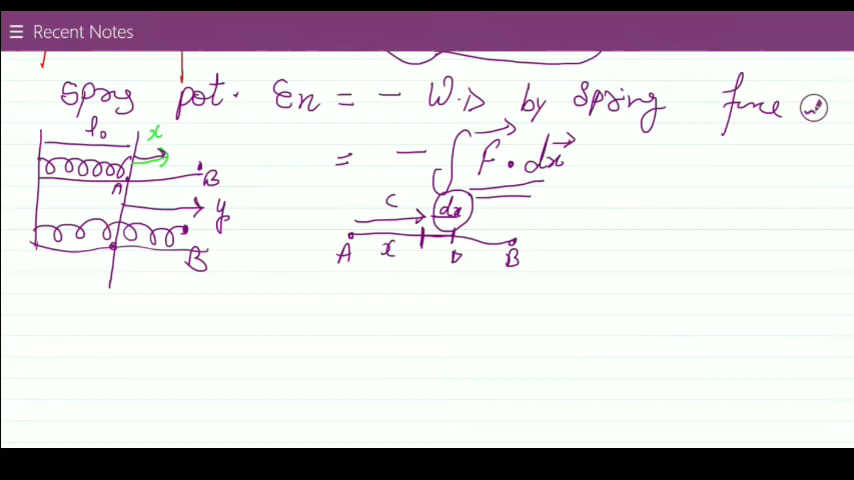 ☰ Recent Notes
Spring pot. En = - W.D by Spring force
l₀ x
= - ∫ F⃗ . dx⃗
A B
C dx
y
A x D B
B